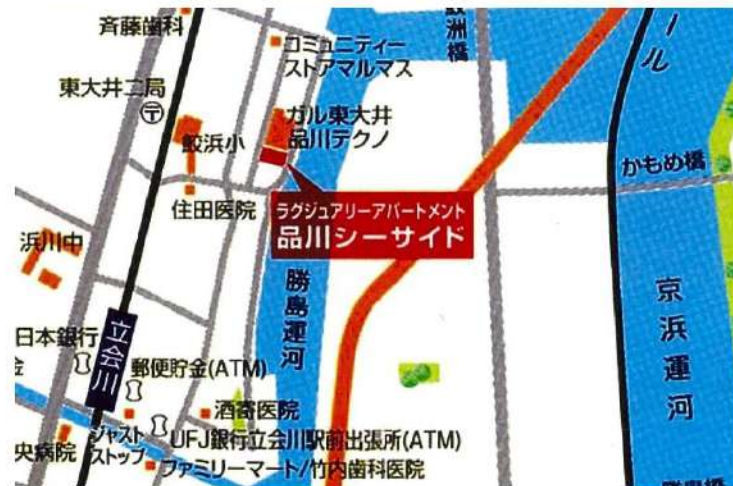 斉藤歯科
コミュニティー
ストアマルマス
洲橋
ール
東大井二局
〒
鮫浜小
ガル東大井
品川テクノ
かもめ橋
住田医院
ラグジュアリーアパートメント
品川シーサイド
浜川中
勝島運河
京浜運河
立会川
日本銀行
郵便貯金(ATM)
金
酒寄医院
UFJ銀行立会川駅前出張所(ATM)
央病院
ジャスト
ストップ
ファミリーマート/竹内歯科医院